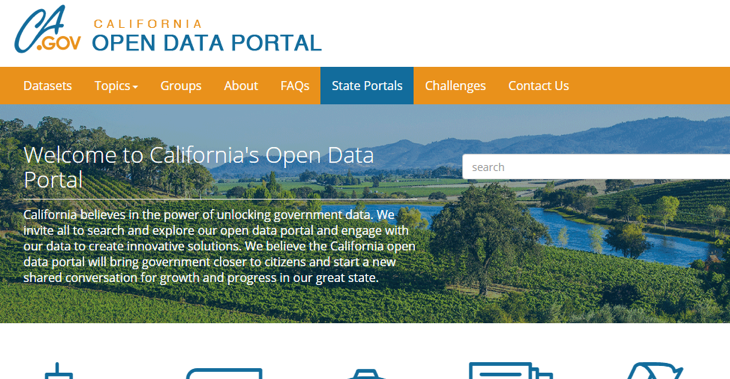 CA
.GOV
CALIFORNIA
OPEN DATA PORTAL
Datasets Topics Groups About FAQs State Portals Challenges Contact Us
Welcome to California's Open Data
Portal
search
California believes in the power of unlocking government data. We
invite all to search and explore our open data portal and engage with
our data to create innovative solutions. We believe the California open
data portal will bring government closer to citizens and start a new
shared conversation for growth and progress in our great state.